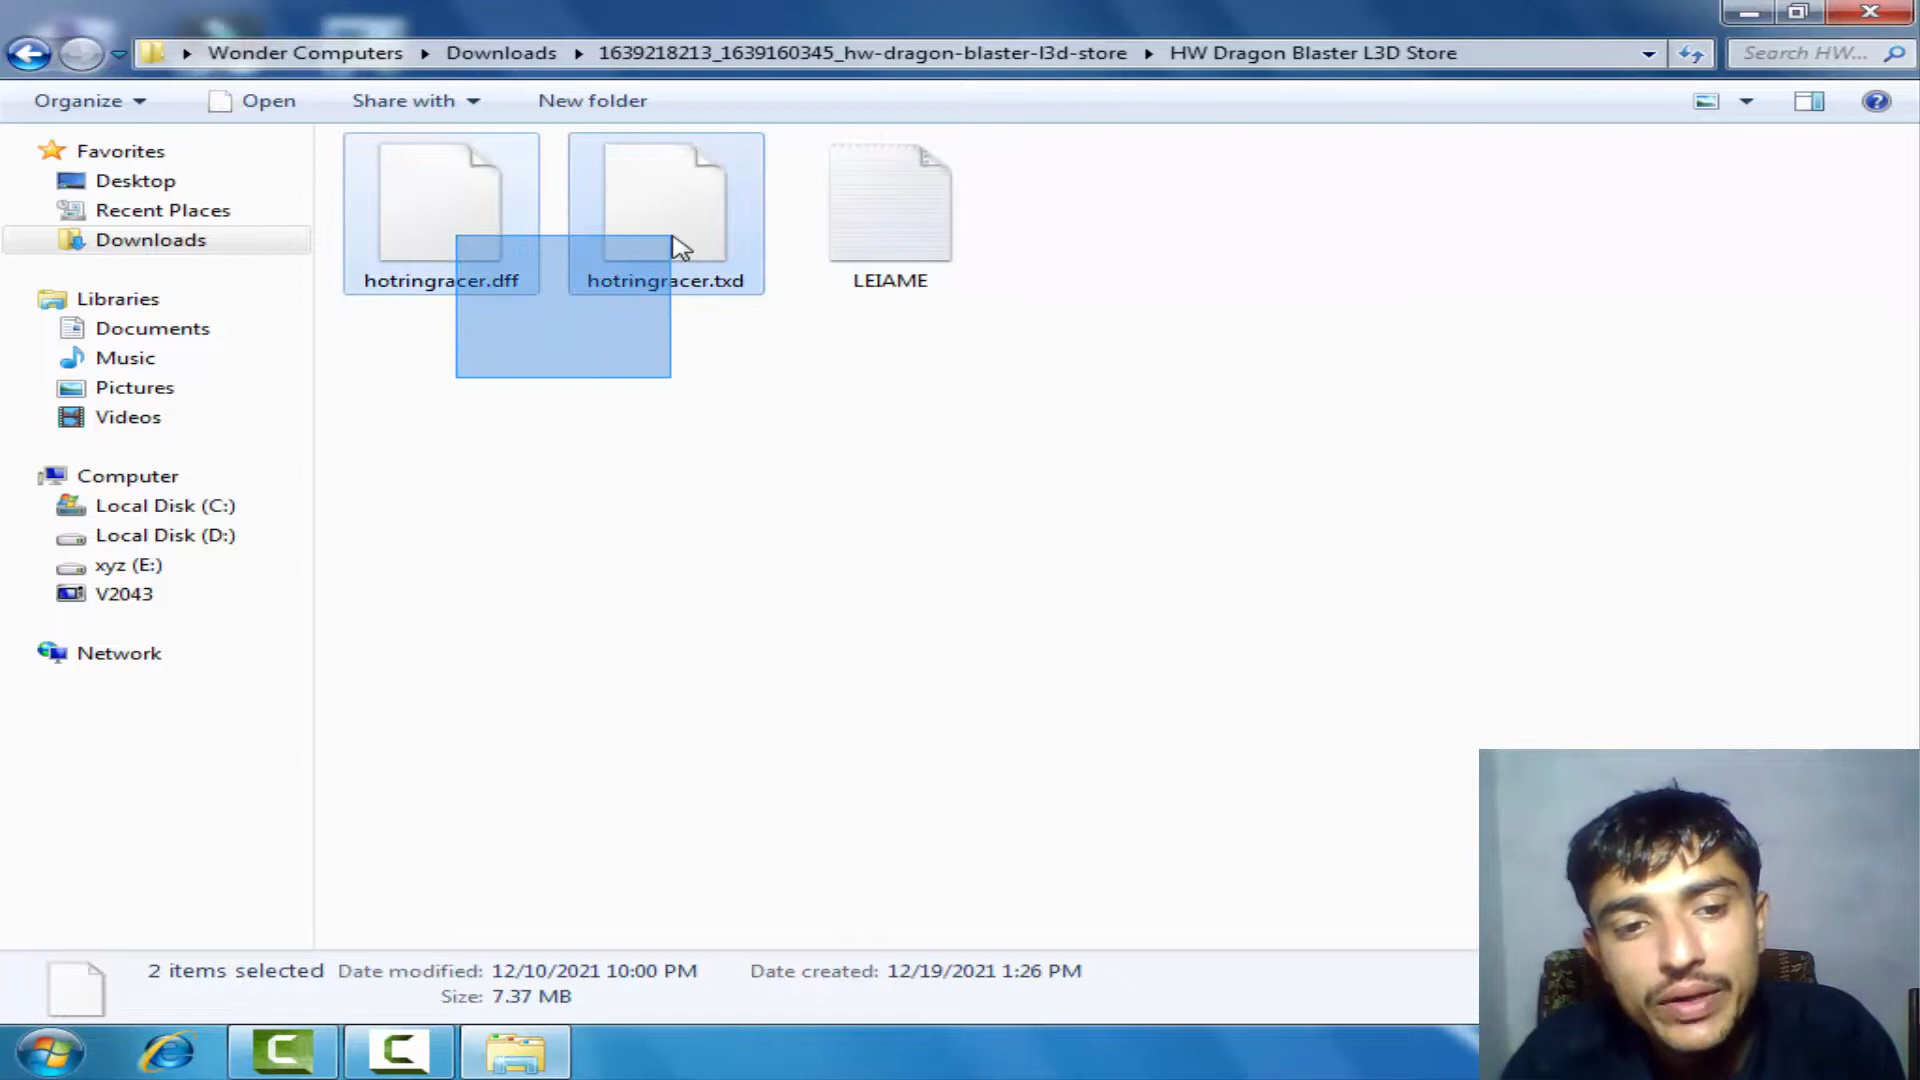 Wonder Computers Downloads 1639218213_1639160345_hw-dragon-blaster-l3d-store HW Dragon Blaster L3D Store Search HW...
Organize Open Share with New folder
Favorites
Desktop
Recent Places
Downloads
Libraries
Documents
Music
Pictures
Videos
Computer
Local Disk (C:)
Local Disk (D:)
xyz (E:)
V2043
Network
hotringracer.dff hotringracer.txd LEIAME
2 items selected Date modified: 12/10/2021 10:00 PM Date created: 12/19/2021 1:26 PM
Size: 7.37 MB